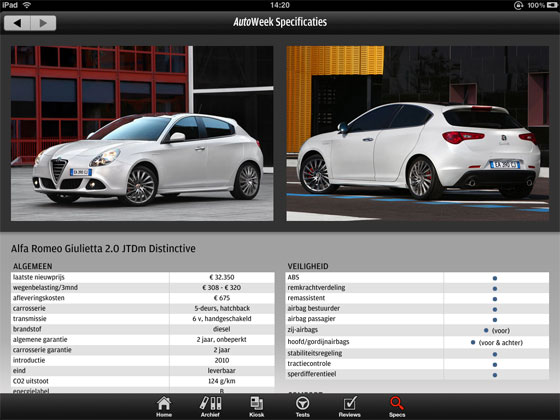 iPad 14:20 100%
AutoWeek Specificaties
Alfa Romeo Giulietta 2.0 JTDm Distinctive
ALGEMEEN
laatste nieuwprijs € 32.350
wegenbelasting/3mnd € 308 - € 320
afleveringskosten € 675
carrosserie 5-deurs, hatchback
transmissie 6 v, handgeschakeld
brandstof diesel
algemene garantie 2 jaar, onbeperkt
carrosserie garantie 2 jaar
introductie 2010
eind leverbaar
CO2 uitstoot 124 g/km
energielabel B
VEILIGHEID
ABS
remkrachtverdeling
remassistent
airbag bestuurder
airbag passagier
zij-airbags (voor)
hoofd/gordijnairbags (voor & achter)
stabiliteitsregeling
tractiecontrole
sperdifferentieel
Home Archief Kiosk Tests Reviews Specs